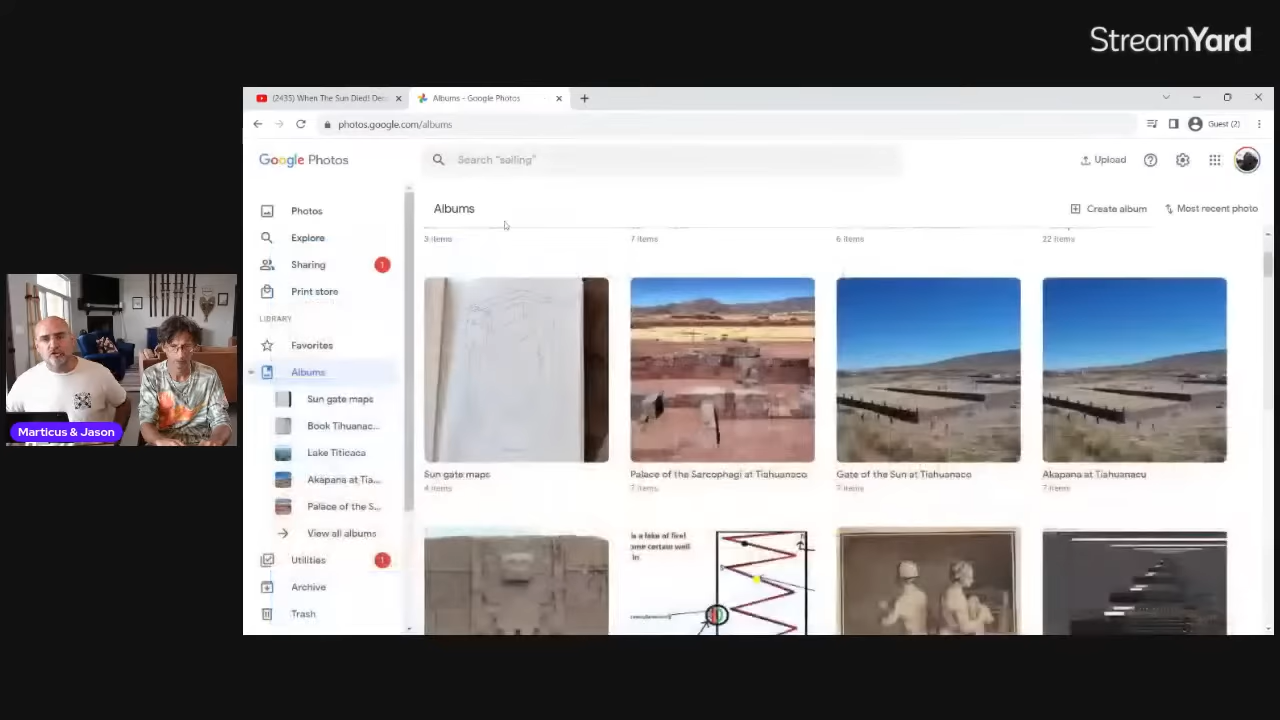 StreamYard
(2435) When The Sun Died! Dec
Albums - Google Photos
photos.google.com/albums
Guest (2)
Google Photos
Search "sailing"
Upload
Photos
Albums
Create album
Most recent photo
Explore
3 items
7 items
6 items
22 items
Sharing
1
Print store
LIBRARY
Favorites
Albums
Sun gate maps
Book Tihuanac...
Lake Titicaca
Marticus & Jason
Akapana at Tia...
Sun gate maps
Palace of the Sarcophagi at Tiahuanaco
Gate of the Sun at Tiahuanaco
Akapana at Tiahuanacu
4 items
7 items
7 items
7 items
Palace of the S...
View all albums
is a lake of first
ome certain well
in.
Utilities
1
Archive
Trash